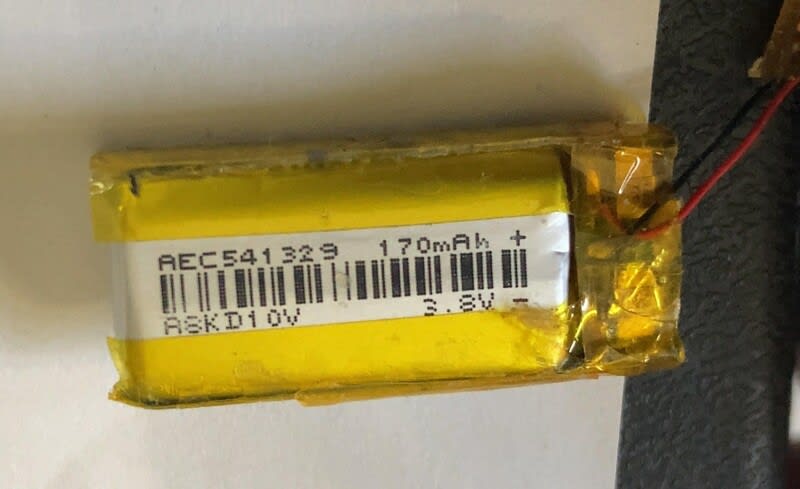 AEC541329 170mAh +
A8KD10V 3.8V -